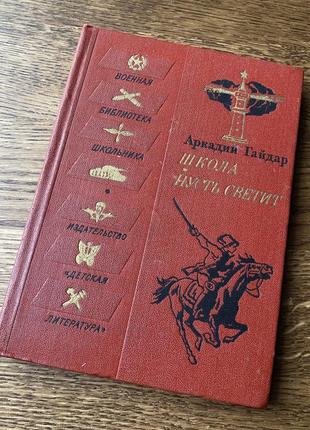 ВОЕННАЯ
БИБЛИОТЕКА
ШКОЛЬНИКА
ИЗДАТЕЛЬСТВО
"ДЕТСКАЯ
ЛИТЕРАТУРА"
Аркадий Гайдар
ШКОЛА
ПУСТЬ СВЕТИТ